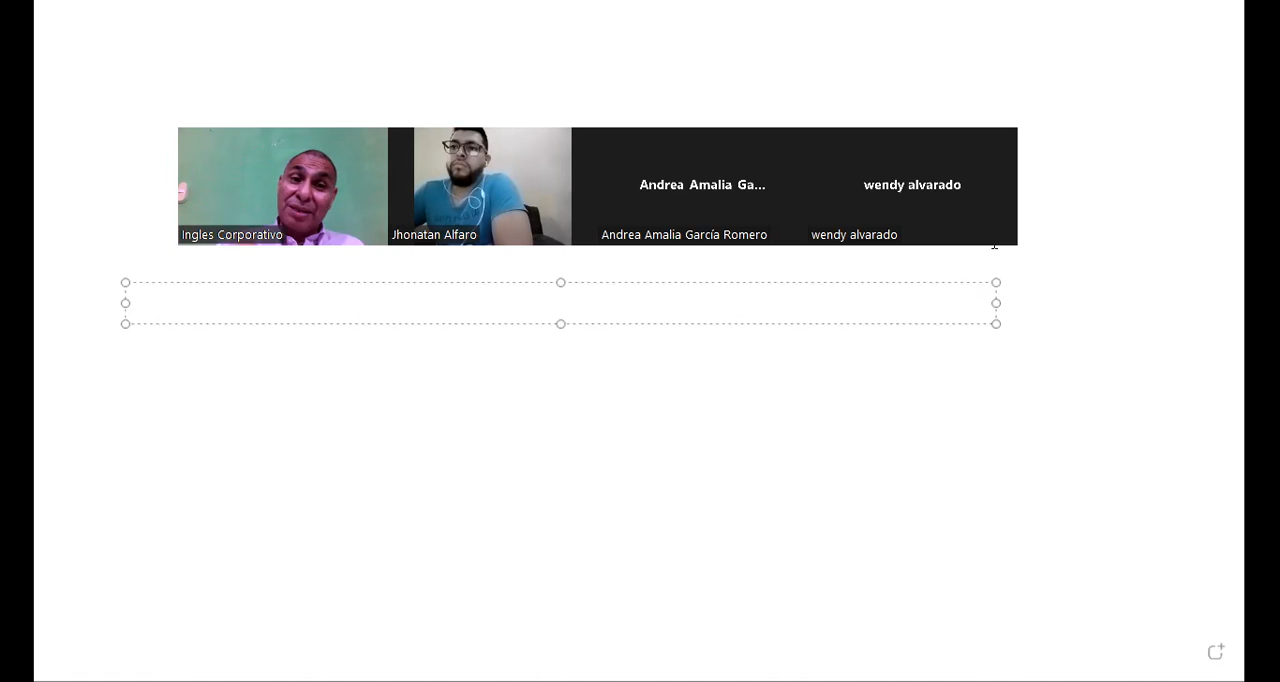 Andrea Amalia Ga...
wendy alvarado
Ingles Corporativo
Jhonatan Alfaro
Andrea Amalia García Romero
wendy alvarado